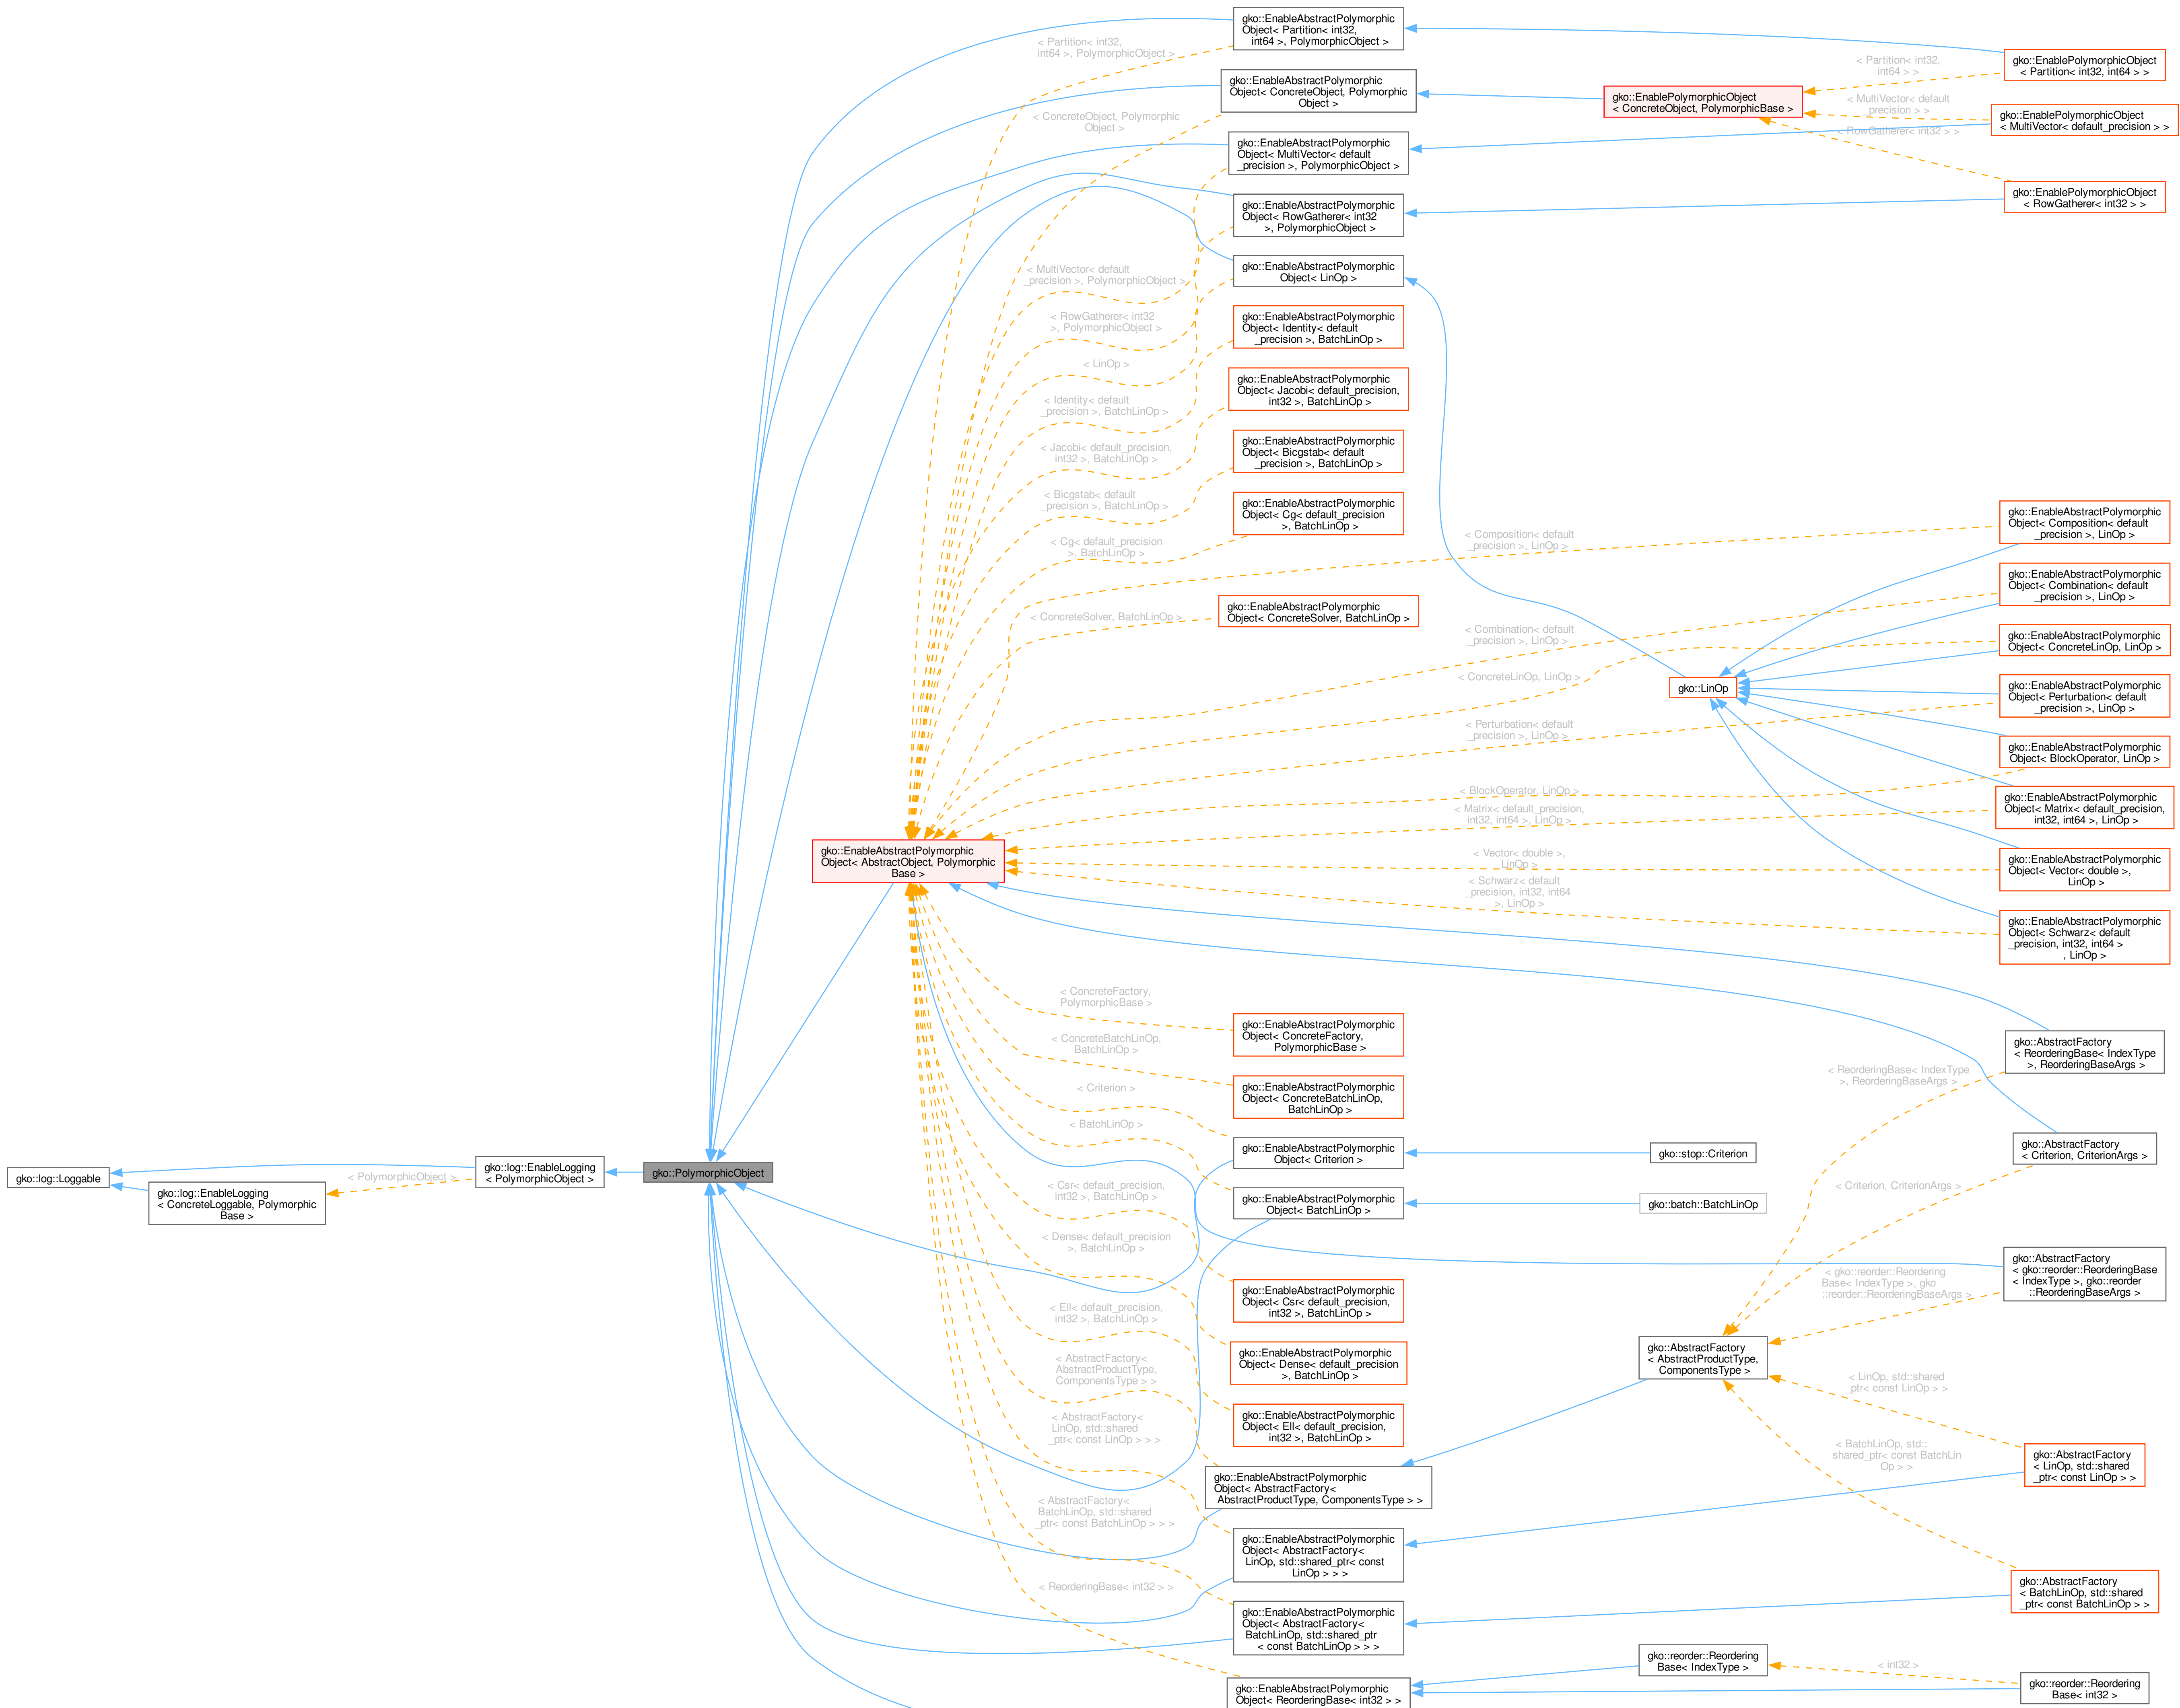 gko::log::Loggable
gko::log::EnableLogging
< ConcreteLoggable, Polymorphic
Base >
< PolymorphicObject >
gko::log::EnableLogging
< PolymorphicObject >
gko::PolymorphicObject
gko::EnableAbstractPolymorphic
Object< AbstractObject, Polymorphic
Base >
< Partition< int32,
int64 >, PolymorphicObject >
< ConcreteObject, Polymorphic
Object >
< MultiVector< default
_precision >, PolymorphicObject >
< RowGatherer< int32
>, PolymorphicObject >
< LinOp >
< Identity< default
_precision >, BatchLinOp >
< Jacobi< default_precision,
int32 >, BatchLinOp >
< Bicgstab< default
_precision >, BatchLinOp >
< Cg< default_precision
>, BatchLinOp >
< ConcreteSolver, BatchLinOp >
< ConcreteFactory,
PolymorphicBase >
< ConcreteBatchLinOp,
BatchLinOp >
< Criterion >
< BatchLinOp >
< Csr< default_precision,
int32 >, BatchLinOp >
< Dense< default_precision
>, BatchLinOp >
< Ell< default_precision,
int32 >, BatchLinOp >
< AbstractFactory<
AbstractProductType,
ComponentsType > >
< AbstractFactory<
LinOp, std::shared
_ptr< const LinOp > > >
< AbstractFactory<
BatchLinOp, std::shared
_ptr< const BatchLinOp > > >
< ReorderingBase< int32 > >
gko::EnableAbstractPolymorphic
Object< Partition< int32,
int64 >, PolymorphicObject >
gko::EnableAbstractPolymorphic
Object< ConcreteObject, Polymorphic
Object >
gko::EnableAbstractPolymorphic
Object< MultiVector< default
_precision >, PolymorphicObject >
gko::EnableAbstractPolymorphic
Object< RowGatherer< int32
>, PolymorphicObject >
gko::EnableAbstractPolymorphic
Object< LinOp >
gko::EnableAbstractPolymorphic
Object< Identity< default
_precision >, BatchLinOp >
gko::EnableAbstractPolymorphic
Object< Jacobi< default_precision,
int32 >, BatchLinOp >
gko::EnableAbstractPolymorphic
Object< Bicgstab< default
_precision >, BatchLinOp >
gko::EnableAbstractPolymorphic
Object< Cg< default_precision
>, BatchLinOp >
gko::EnableAbstractPolymorphic
Object< ConcreteSolver, BatchLinOp >
gko::EnableAbstractPolymorphic
Object< ConcreteFactory,
PolymorphicBase >
gko::EnableAbstractPolymorphic
Object< ConcreteBatchLinOp,
BatchLinOp >
gko::EnableAbstractPolymorphic
Object< Criterion >
gko::EnableAbstractPolymorphic
Object< BatchLinOp >
gko::EnableAbstractPolymorphic
Object< Csr< default_precision,
int32 >, BatchLinOp >
gko::EnableAbstractPolymorphic
Object< Dense< default_precision
>, BatchLinOp >
gko::EnableAbstractPolymorphic
Object< Ell< default_precision,
int32 >, BatchLinOp >
gko::EnableAbstractPolymorphic
Object< AbstractFactory<
AbstractProductType, ComponentsType > >
gko::EnableAbstractPolymorphic
Object< AbstractFactory<
LinOp, std::shared_ptr< const
LinOp > > >
gko::EnableAbstractPolymorphic
Object< AbstractFactory<
BatchLinOp, std::shared_ptr
< const BatchLinOp > > >
gko::EnableAbstractPolymorphic
Object< ReorderingBase< int32 > >
gko::EnablePolymorphicObject
< ConcreteObject, PolymorphicBase >
< Partition< int32,
int64 > >
< MultiVector< default
_precision > >
< RowGatherer< int32 > >
< Composition< default
_precision >, LinOp >
< Combination< default
_precision >, LinOp >
< ConcreteLinOp, LinOp >
< Perturbation< default
_precision >, LinOp >
< BlockOperator, LinOp >
< Matrix< default_precision,
int32, int64 >, LinOp >
< Vector< double >,
LinOp >
< Schwarz< default
_precision, int32, int64
>, LinOp >
gko::LinOp
gko::stop::Criterion
gko::batch::BatchLinOp
gko::AbstractFactory
< AbstractProductType,
ComponentsType >
gko::reorder::Reordering
Base< IndexType >
< ReorderingBase< IndexType
>, ReorderingBaseArgs >
< Criterion, CriterionArgs >
< gko::reorder::Reordering
Base< IndexType >, gko
::reorder::ReorderingBaseArgs >
< LinOp, std::shared
_ptr< const LinOp > >
< BatchLinOp, std::
shared_ptr< const BatchLin
Op > >
< int32 >
gko::EnablePolymorphicObject
< Partition< int32, int64 > >
gko::EnablePolymorphicObject
< MultiVector< default_precision > >
gko::EnablePolymorphicObject
< RowGatherer< int32 > >
gko::EnableAbstractPolymorphic
Object< Composition< default
_precision >, LinOp >
gko::EnableAbstractPolymorphic
Object< Combination< default
_precision >, LinOp >
gko::EnableAbstractPolymorphic
Object< ConcreteLinOp, LinOp >
gko::EnableAbstractPolymorphic
Object< Perturbation< default
_precision >, LinOp >
gko::EnableAbstractPolymorphic
Object< BlockOperator, LinOp >
gko::EnableAbstractPolymorphic
Object< Matrix< default_precision,
int32, int64 >, LinOp >
gko::EnableAbstractPolymorphic
Object< Vector< double >,
LinOp >
gko::EnableAbstractPolymorphic
Object< Schwarz< default
_precision, int32, int64 >
, LinOp >
gko::AbstractFactory
< ReorderingBase< IndexType
>, ReorderingBaseArgs >
gko::AbstractFactory
< Criterion, CriterionArgs >
gko::AbstractFactory
< gko::reorder::ReorderingBase
< IndexType >, gko::reorder
::ReorderingBaseArgs >
gko::AbstractFactory
< LinOp, std::shared
_ptr< const LinOp > >
gko::AbstractFactory
< BatchLinOp, std::shared
_ptr< const BatchLinOp > >
gko::reorder::Reordering
Base< int32 >